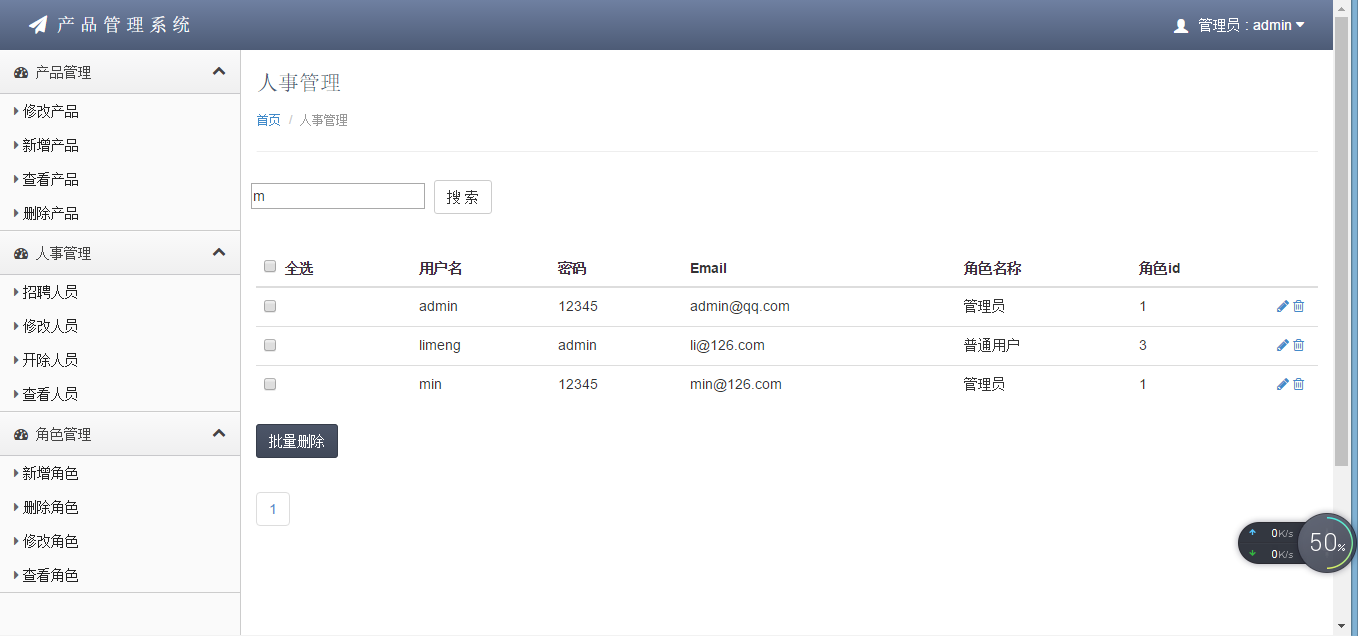 产品管理系统
管理员 : admin
产品管理
修改产品
新增产品
查看产品
删除产品
人事管理
招聘人员
修改人员
开除人员
查看人员
角色管理
新增角色
删除角色
修改角色
查看角色
人事管理
首页 / 人事管理
m 搜 索
全选 用户名 密码 Email 角色名称 角色id
admin 12345 admin@qq.com 管理员 1
limeng admin li@126.com 普通用户 3
min 12345 min@126.com 管理员 1
批量删除
1
0K/s
0K/s
50%